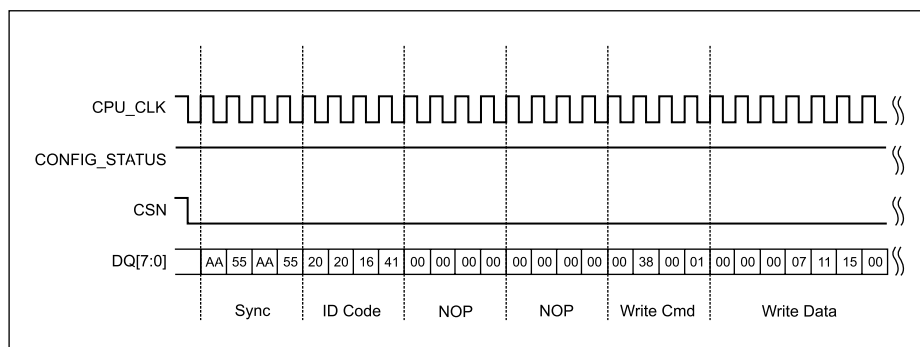 CPU_CLK
CONFIG_STATUS
CSN
DQ[7:0] AA 55 AA 55 20 20 16 41 00 00 00 00 00 00 00 00 00 38 00 01 00 00 00 07 11 15 00
Sync ID Code NOP NOP Write Cmd Write Data